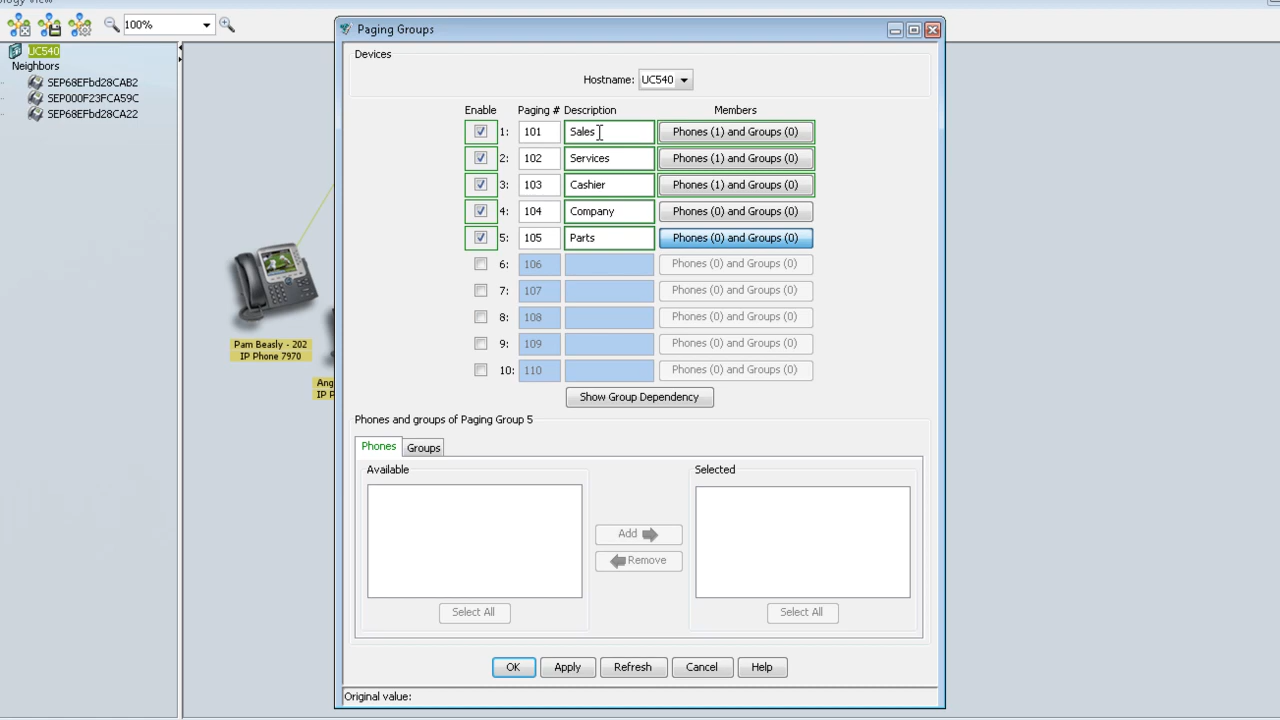 100%
UC540
Neighbors
SEP68EFbd28CAB2
SEP000F23FCA59C
SEP68EFbd28CA22
Pam Beasly - 202
IP Phone 7970
Ang
IP P
Paging Groups
Devices
Hostname: UC540
Enable Paging # Description Members
1: 101 Sales Phones (1) and Groups (0)
2: 102 Services Phones (1) and Groups (0)
3: 103 Cashier Phones (1) and Groups (0)
4: 104 Company Phones (0) and Groups (0)
5: 105 Parts Phones (0) and Groups (0)
6: 106 Phones (0) and Groups (0)
7: 107 Phones (0) and Groups (0)
8: 108 Phones (0) and Groups (0)
9: 109 Phones (0) and Groups (0)
10: 110 Phones (0) and Groups (0)
Show Group Dependency
Phones and groups of Paging Group 5
Phones Groups
Available Selected
Add
Remove
Select All Select All
OK Apply Refresh Cancel Help
Original value: